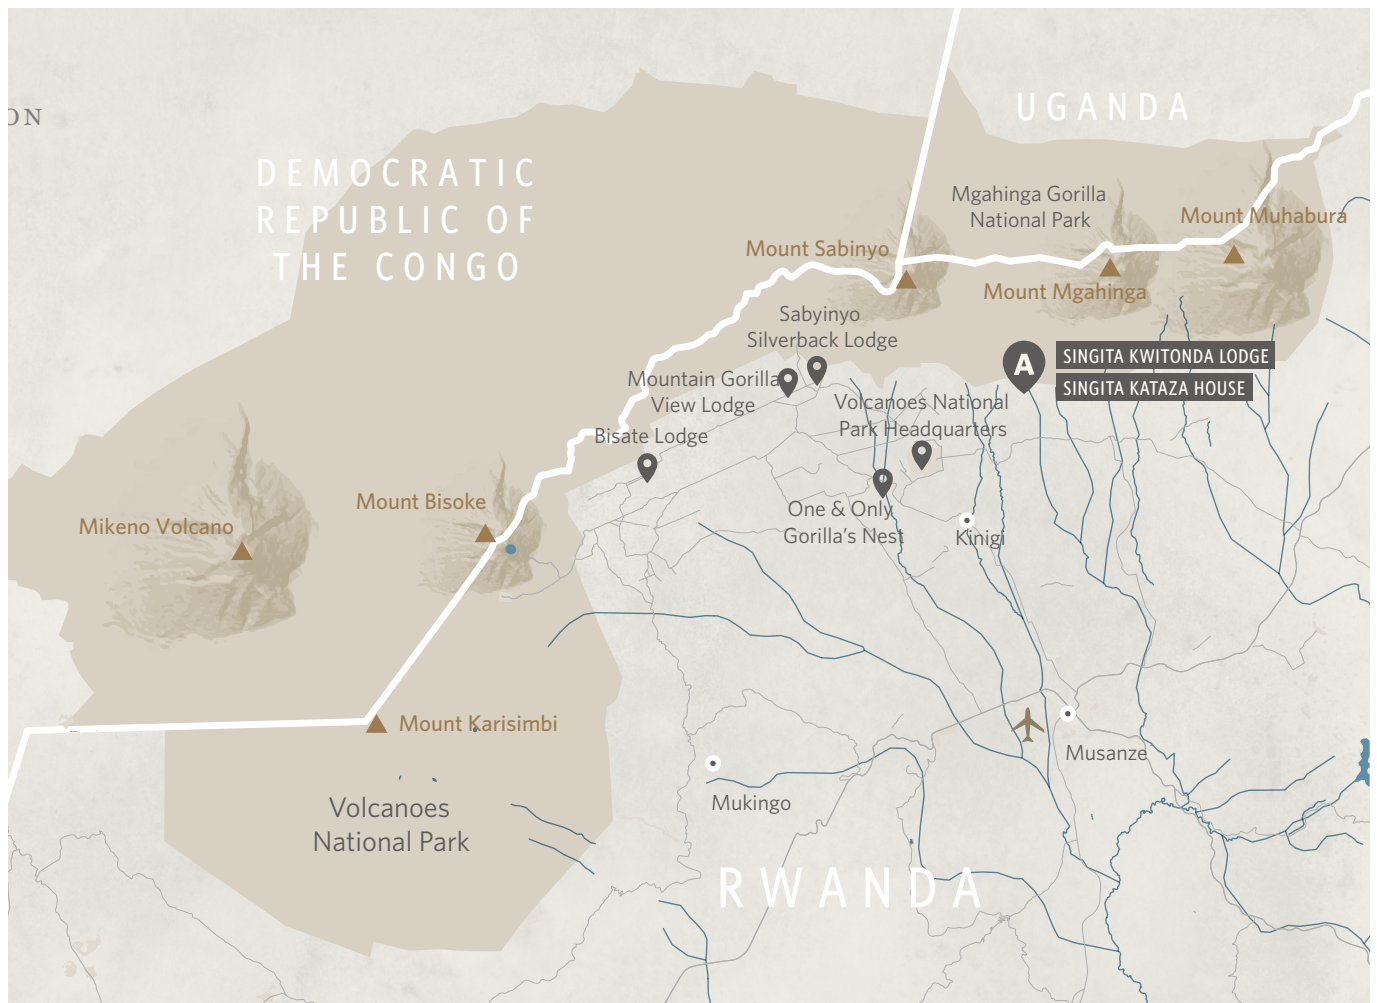 UGANDA
ON
DEMOCRATIC
REPUBLIC OF
THE CONGO
Mgahinga Gorilla
National Park
Mount Muhabura
Mount Sabinyo
Mount Mgahinga
Sabyinyo
Silverback Lodge
A
SINGITA KWITONDA LODGE
SINGITA KATAZA HOUSE
Mountain Gorilla
View Lodge
Volcanoes National
Park Headquarters
Bisate Lodge
Mount Bisoke
Mikeno Volcano
One & Only
Gorilla's Nest
Kinigi
Mount Karisimbi
Musanze
Mukingo
Volcanoes
National Park
RWANDA